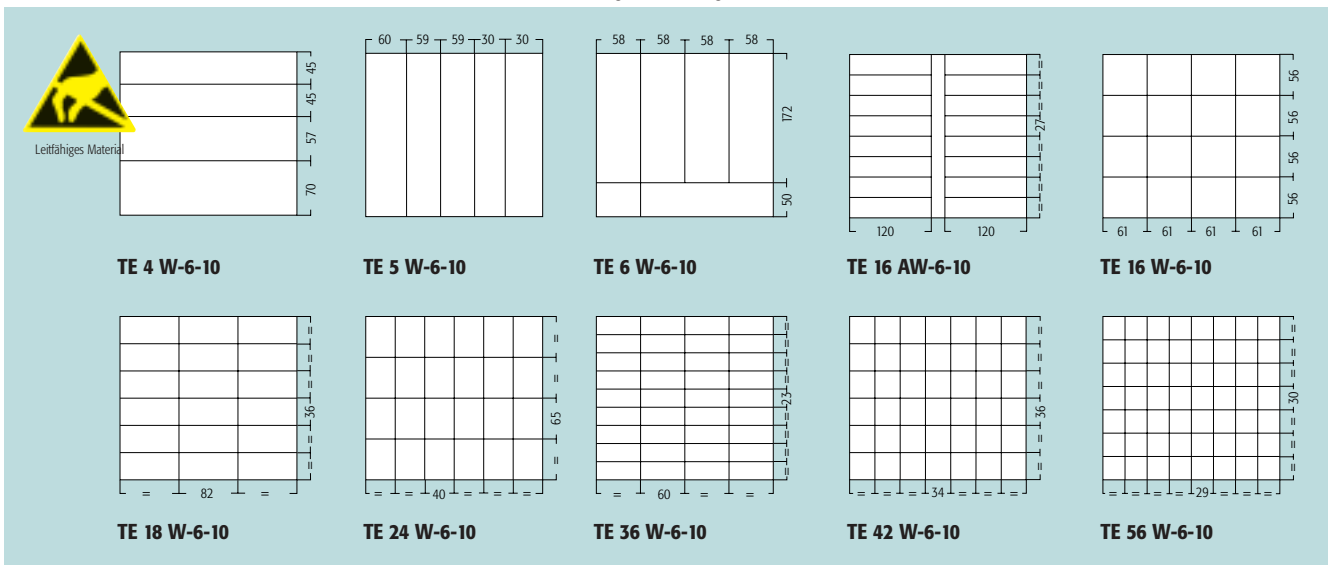 60 59 59 30 30
58 58 58 58
45
45
57
70
Leitfähiges Material
172
50
=
=
=
27
=
=
=
=
120 120
56
56
56
56
61 61 61 61
TE 4 W-6-10
TE 5 W-6-10
TE 6 W-6-10
TE 16 AW-6-10
TE 16 W-6-10
=
=
=
36
=
=
= 82 =
=
=
65
=
= = 40 = = =
=
=
=
=
23
=
=
=
=
= 60 = =
=
=
=
36
=
=
= = = 34 = = =
=
=
=
30
=
=
=
= = = = 29 = = =
TE 18 W-6-10
TE 24 W-6-10
TE 36 W-6-10
TE 42 W-6-10
TE 56 W-6-10